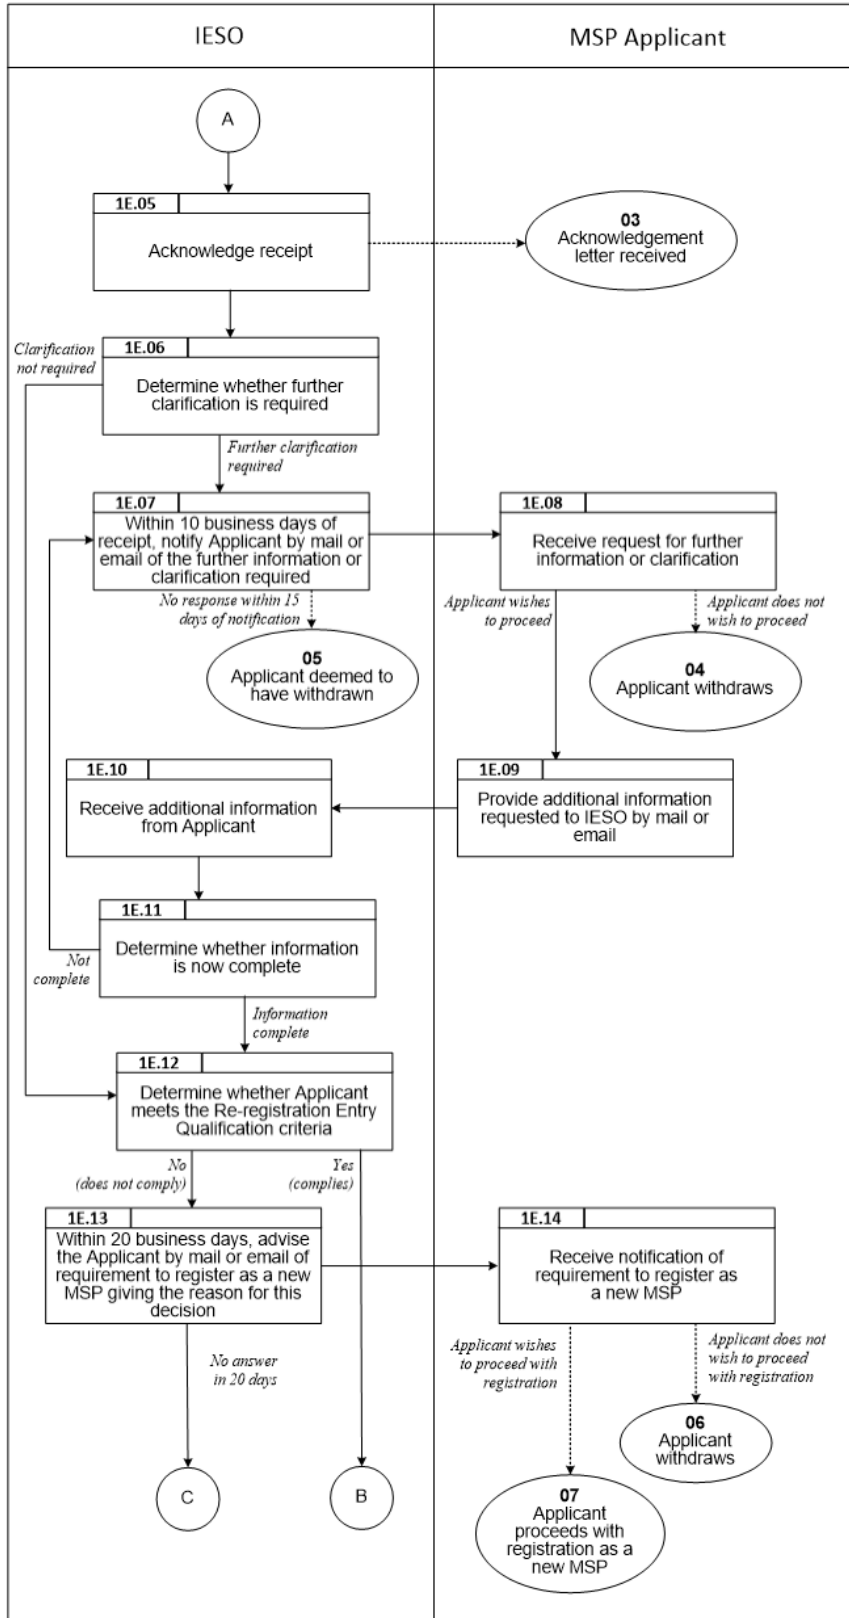 IESO
MSP Applicant
A
1E.05
Acknowledge receipt
03
Acknowledgement
letter received
Clarification
not required
1E.06
Determine whether further
clarification is required
Further clarification
required
1E.07
Within 10 business days of
receipt, notify Applicant by mail or
email of the further information or
clarification required
1E.08
Receive request for further
information or clarification
No response within 15
days of notification
Applicant wishes
to proceed
Applicant does not
wish to proceed
05
Applicant deemed to
have withdrawn
04
Applicant withdraws
1E.10
Receive additional information
from Applicant
1E.09
Provide additional information
requested to IESO by mail or
email
1E.11
Determine whether information
is now complete
Not
complete
Information
complete
1E.12
Determine whether Applicant
meets the Re-registration Entry
Qualification criteria
No
(does not comply)
Yes
(complies)
1E.13
Within 20 business days, advise
the Applicant by mail or email of
requirement to register as a new
MSP giving the reason for this
decision
1E.14
Receive notification of
requirement to register as
a new MSP
No answer
in 20 days
Applicant wishes
to proceed with
registration
Applicant does not
wish to proceed
with registration
06
Applicant
withdraws
C
B
07
Applicant
proceeds with
registration as a
new MSP